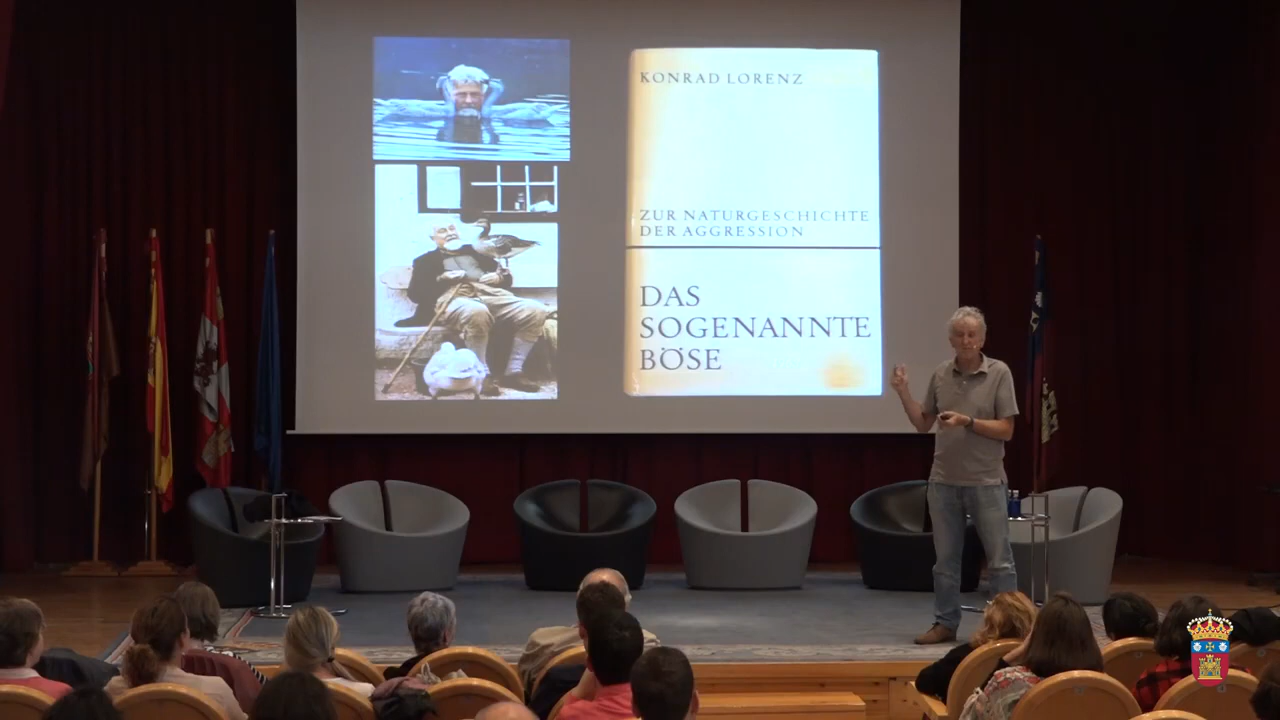 KONRAD LORENZ
ZUR NATURGESCHICHTE
DER AGGRESSION
DAS
SOGENANNTE
BÖSE